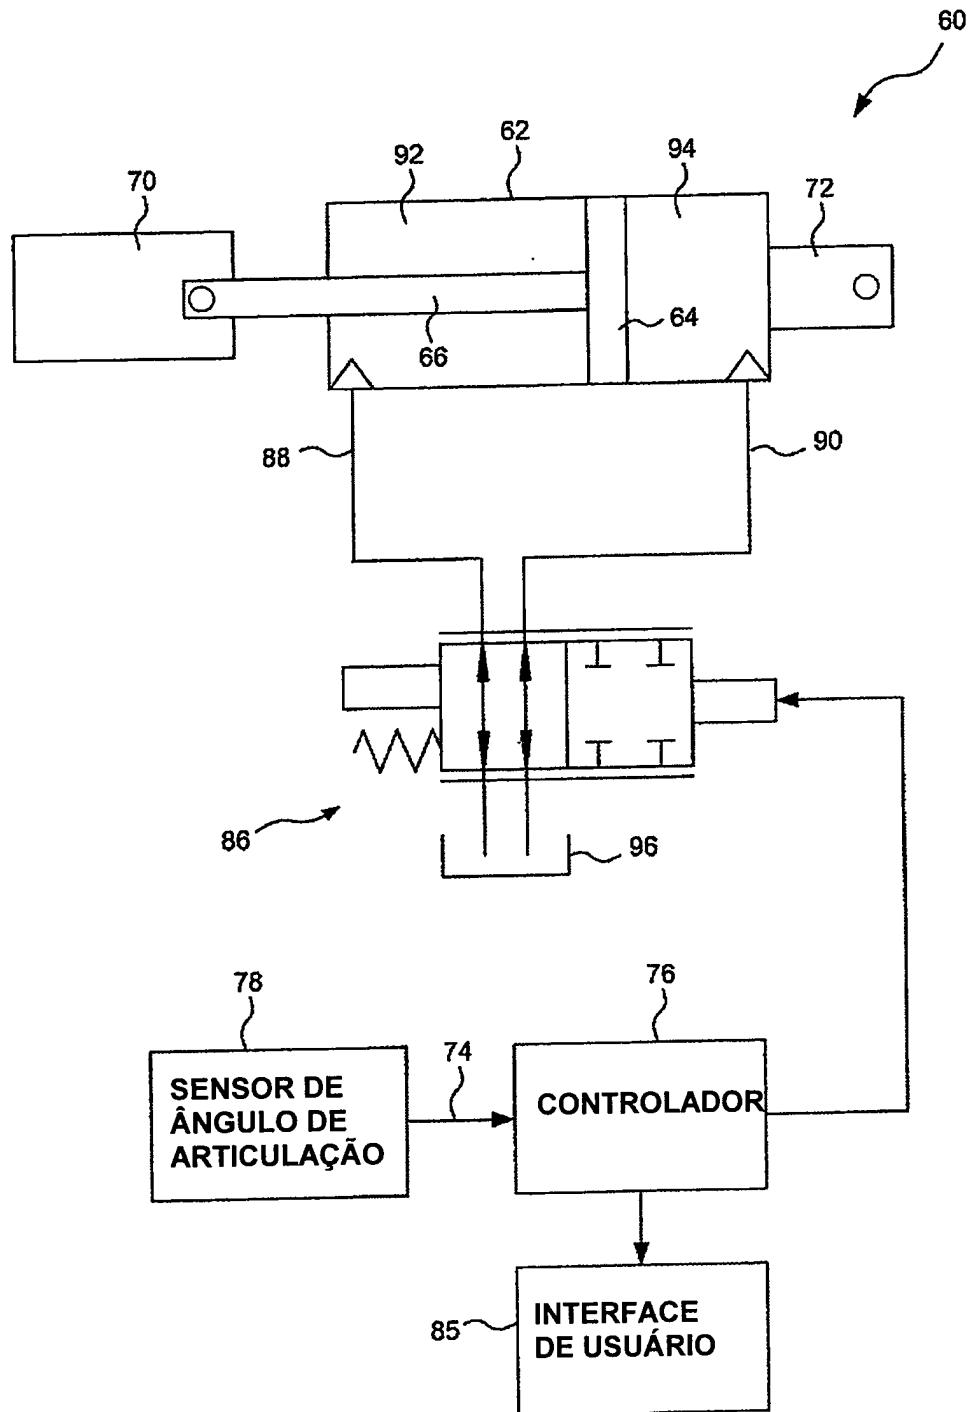 60
62
92
94
70
72
66
64
88
90
86
96
78
76
74
SENSOR DE
ÂNGULO DE
ARTICULAÇÃO
CONTROLADOR
85
INTERFACE
DE USUÁRIO